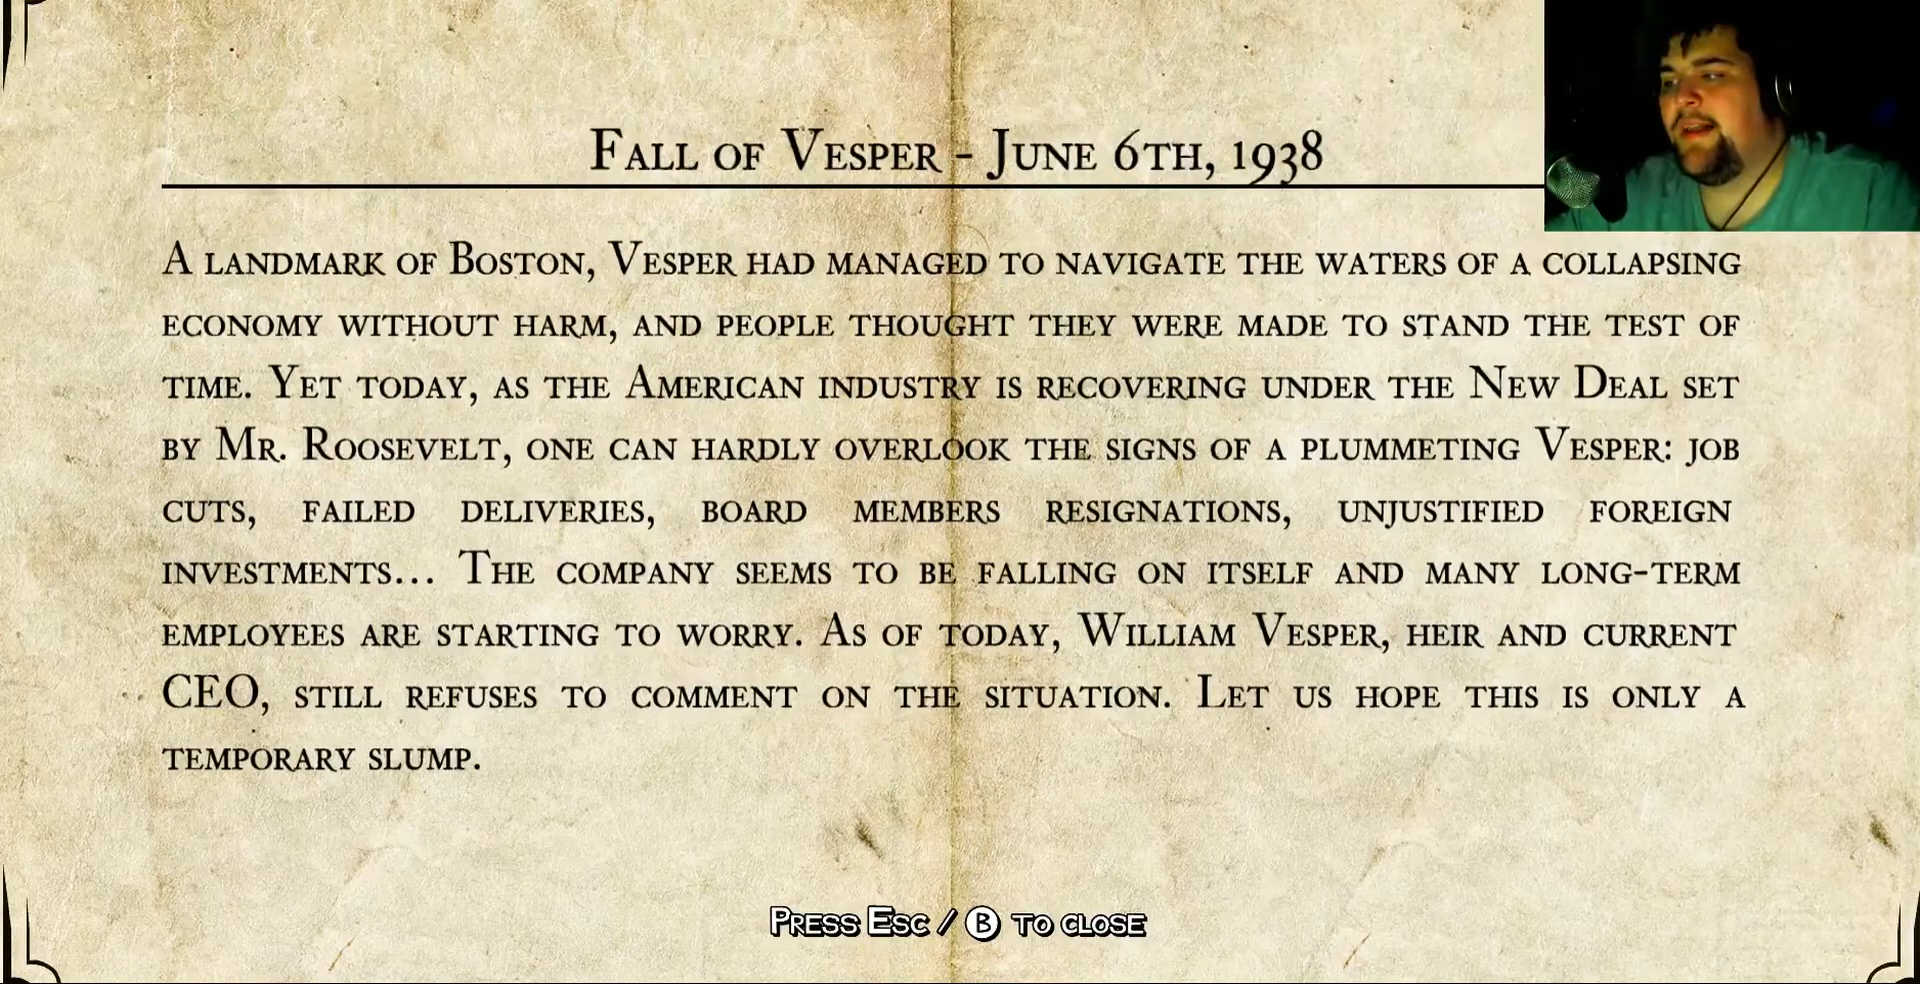 Fall of Vesper - June 6th, 1938
A landmark of Boston, Vesper had managed to navigate the waters of a collapsing
economy without harm, and people thought they were made to stand the test of
time. Yet today, as the American industry is recovering under the New Deal set
by Mr. Roosevelt, one can hardly overlook the signs of a plummeting Vesper: job
cuts, failed deliveries, board members resignations, unjustified foreign
investments... The company seems to be falling on itself and many long-term
employees are starting to worry. As of today, William Vesper, heir and current
CEO, still refuses to comment on the situation. Let us hope this is only a
temporary slump.
Press Esc / B to close